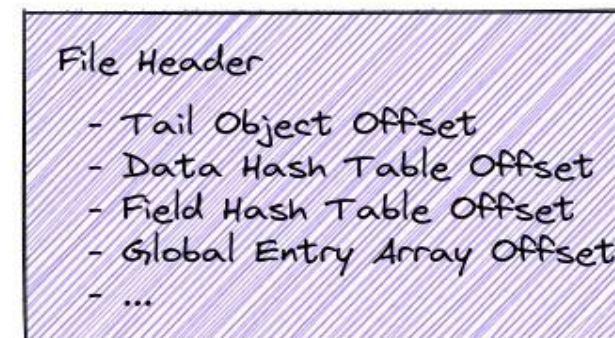 File Header
- Tail Object Offset
- Data Hash Table Offset
- Field Hash Table Offset
- Global Entry Array Offset
- ...